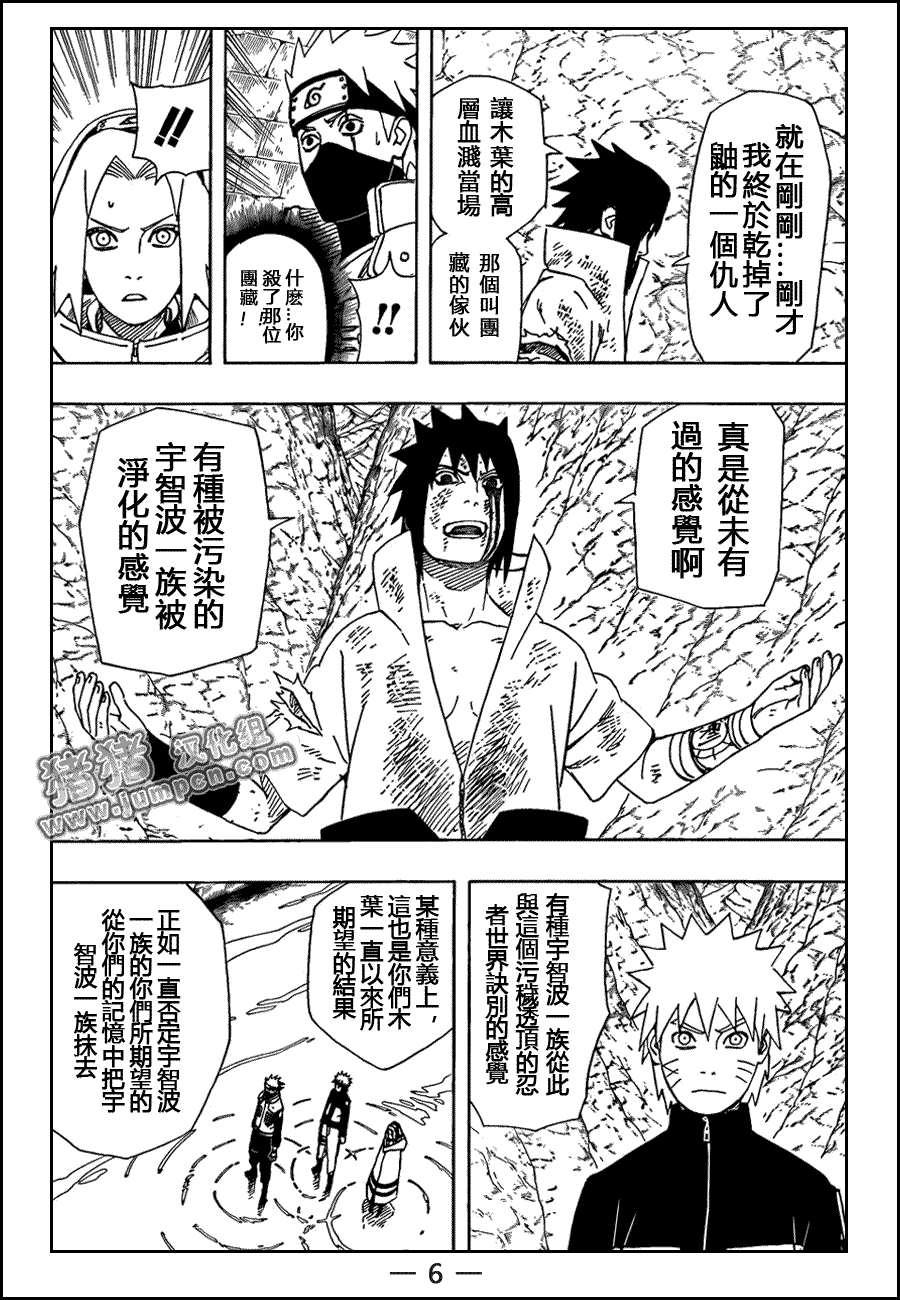 就在剛剛…剛才
我終於乾掉了
鼬的一個仇人
讓木葉的高
層血濺當場
那個叫團
藏的傢伙
!!
什麽…你
殺了那位
團藏!
!!
真是從未有
過的感覺啊
有種被污染的
宇智波一族被
淨化的感覺
有種宇智波一族從此
與這個污穢透頂的忍
者世界訣別的感覺
某種意義上，
這也是你們木
葉一直以來所
期望的結果
正如一直否定宇智波
一族的你們所期望的
從你們的記憶中把宇
智波一族抹去
猪猪汉化组
www.jumpcn.com
— 6 —